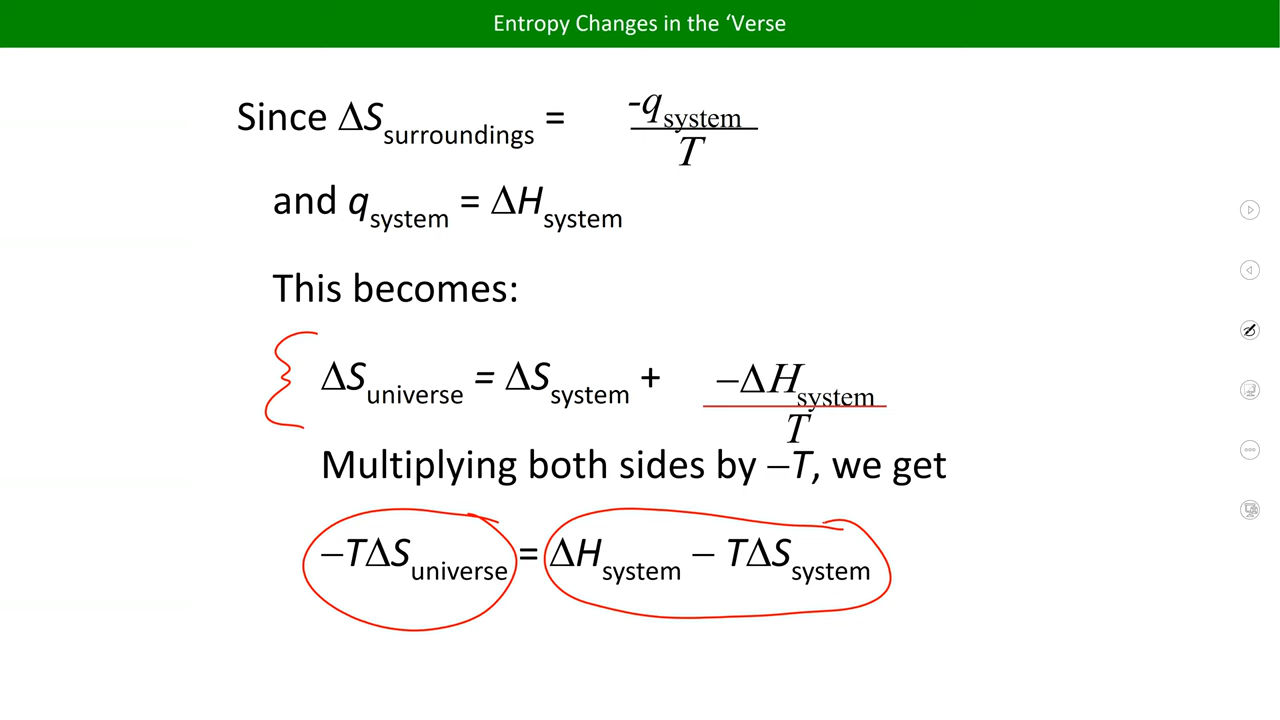 Entropy Changes in the ‘Verse
Since ΔSsurroundings = -qsystem / T
and qsystem = ΔHsystem
This becomes:
ΔSuniverse = ΔSsystem + –ΔHsystem / T
Multiplying both sides by –T, we get
–TΔSuniverse = ΔHsystem – TΔSsystem